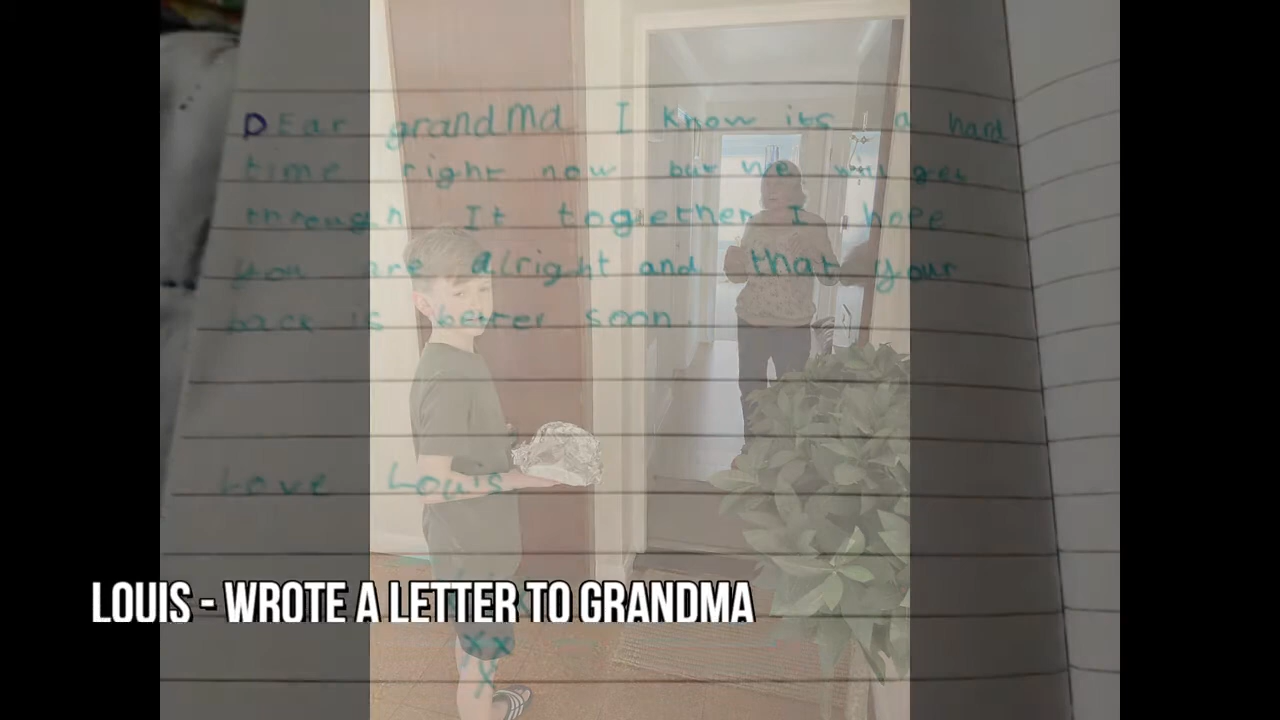 DEar grandma I know its a hard
time right now but we will get
through It together I hope
you are alright and that your
back is better soon.
Love Louis
LOUIS - WROTE A LETTER TO GRANDMA
xx
x